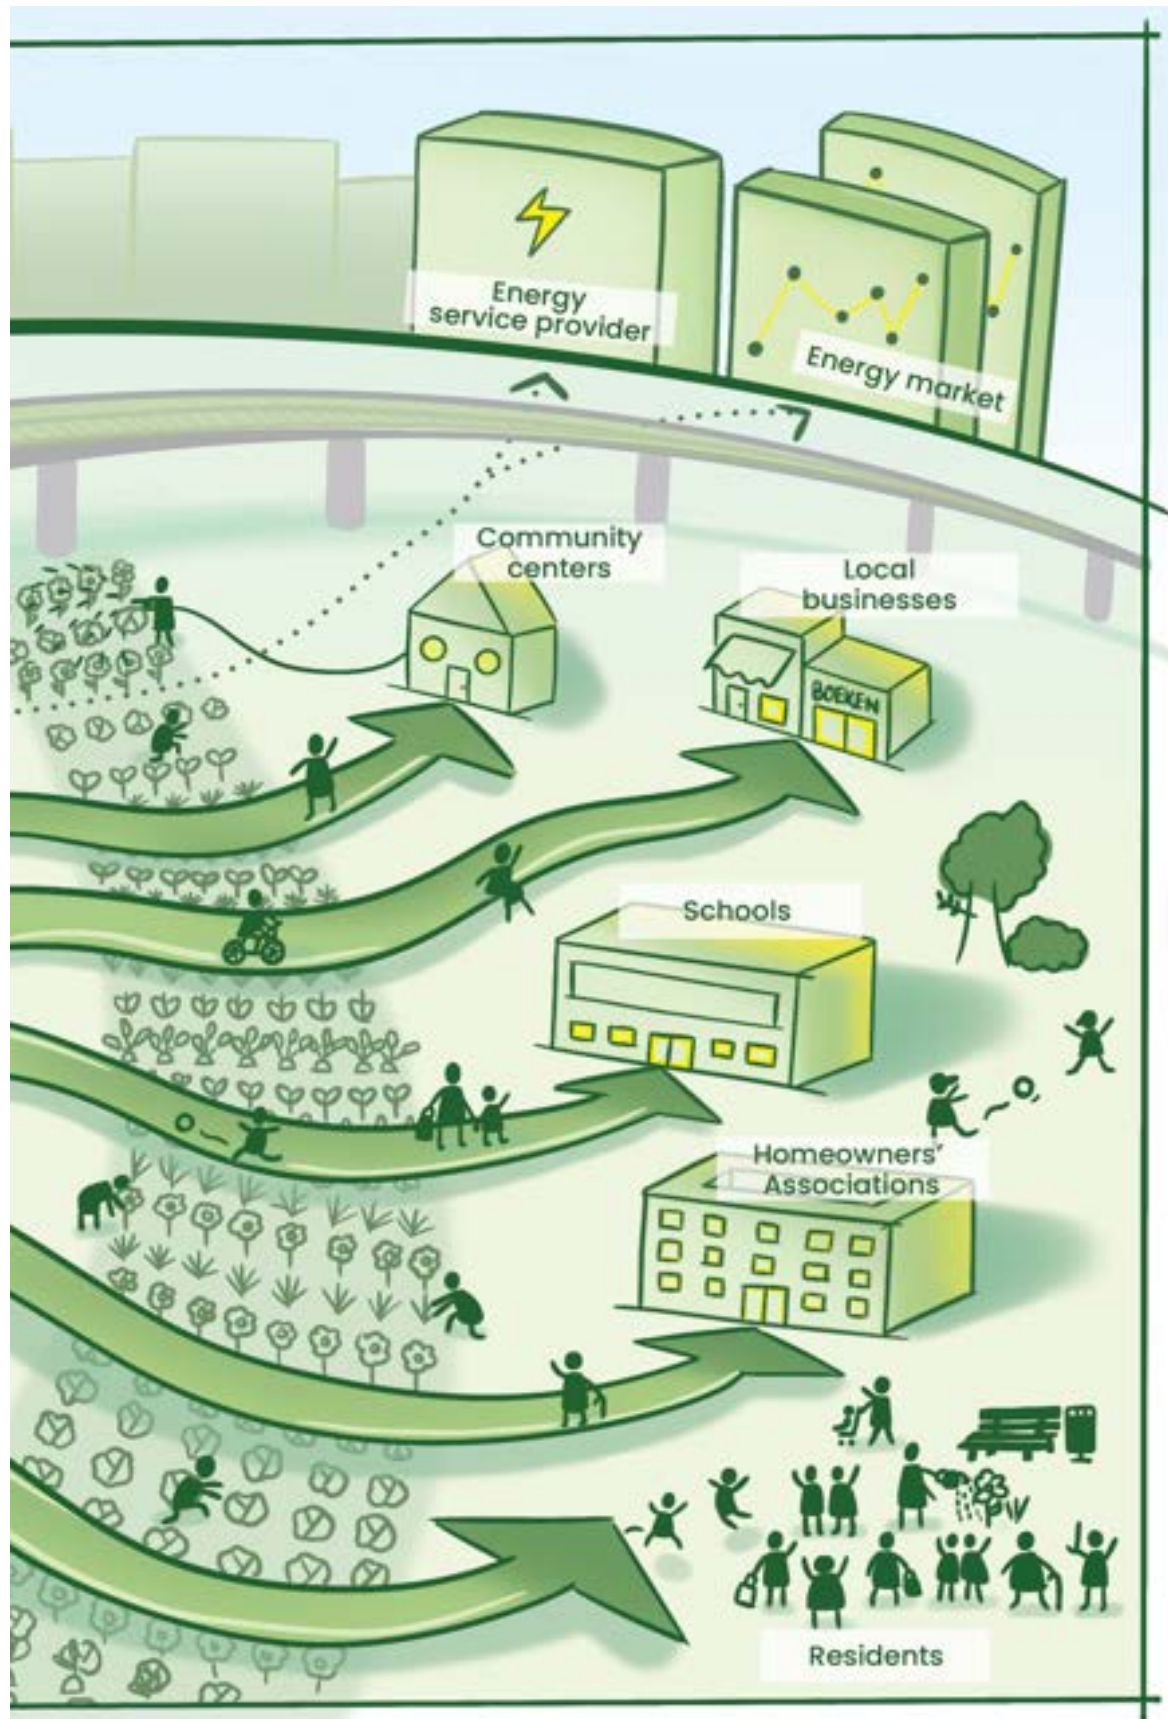 Energy
service provider
Energy market
Community
centers
Local
businesses
BOEKEN
Schools
Homeowners'
Associations
Residents